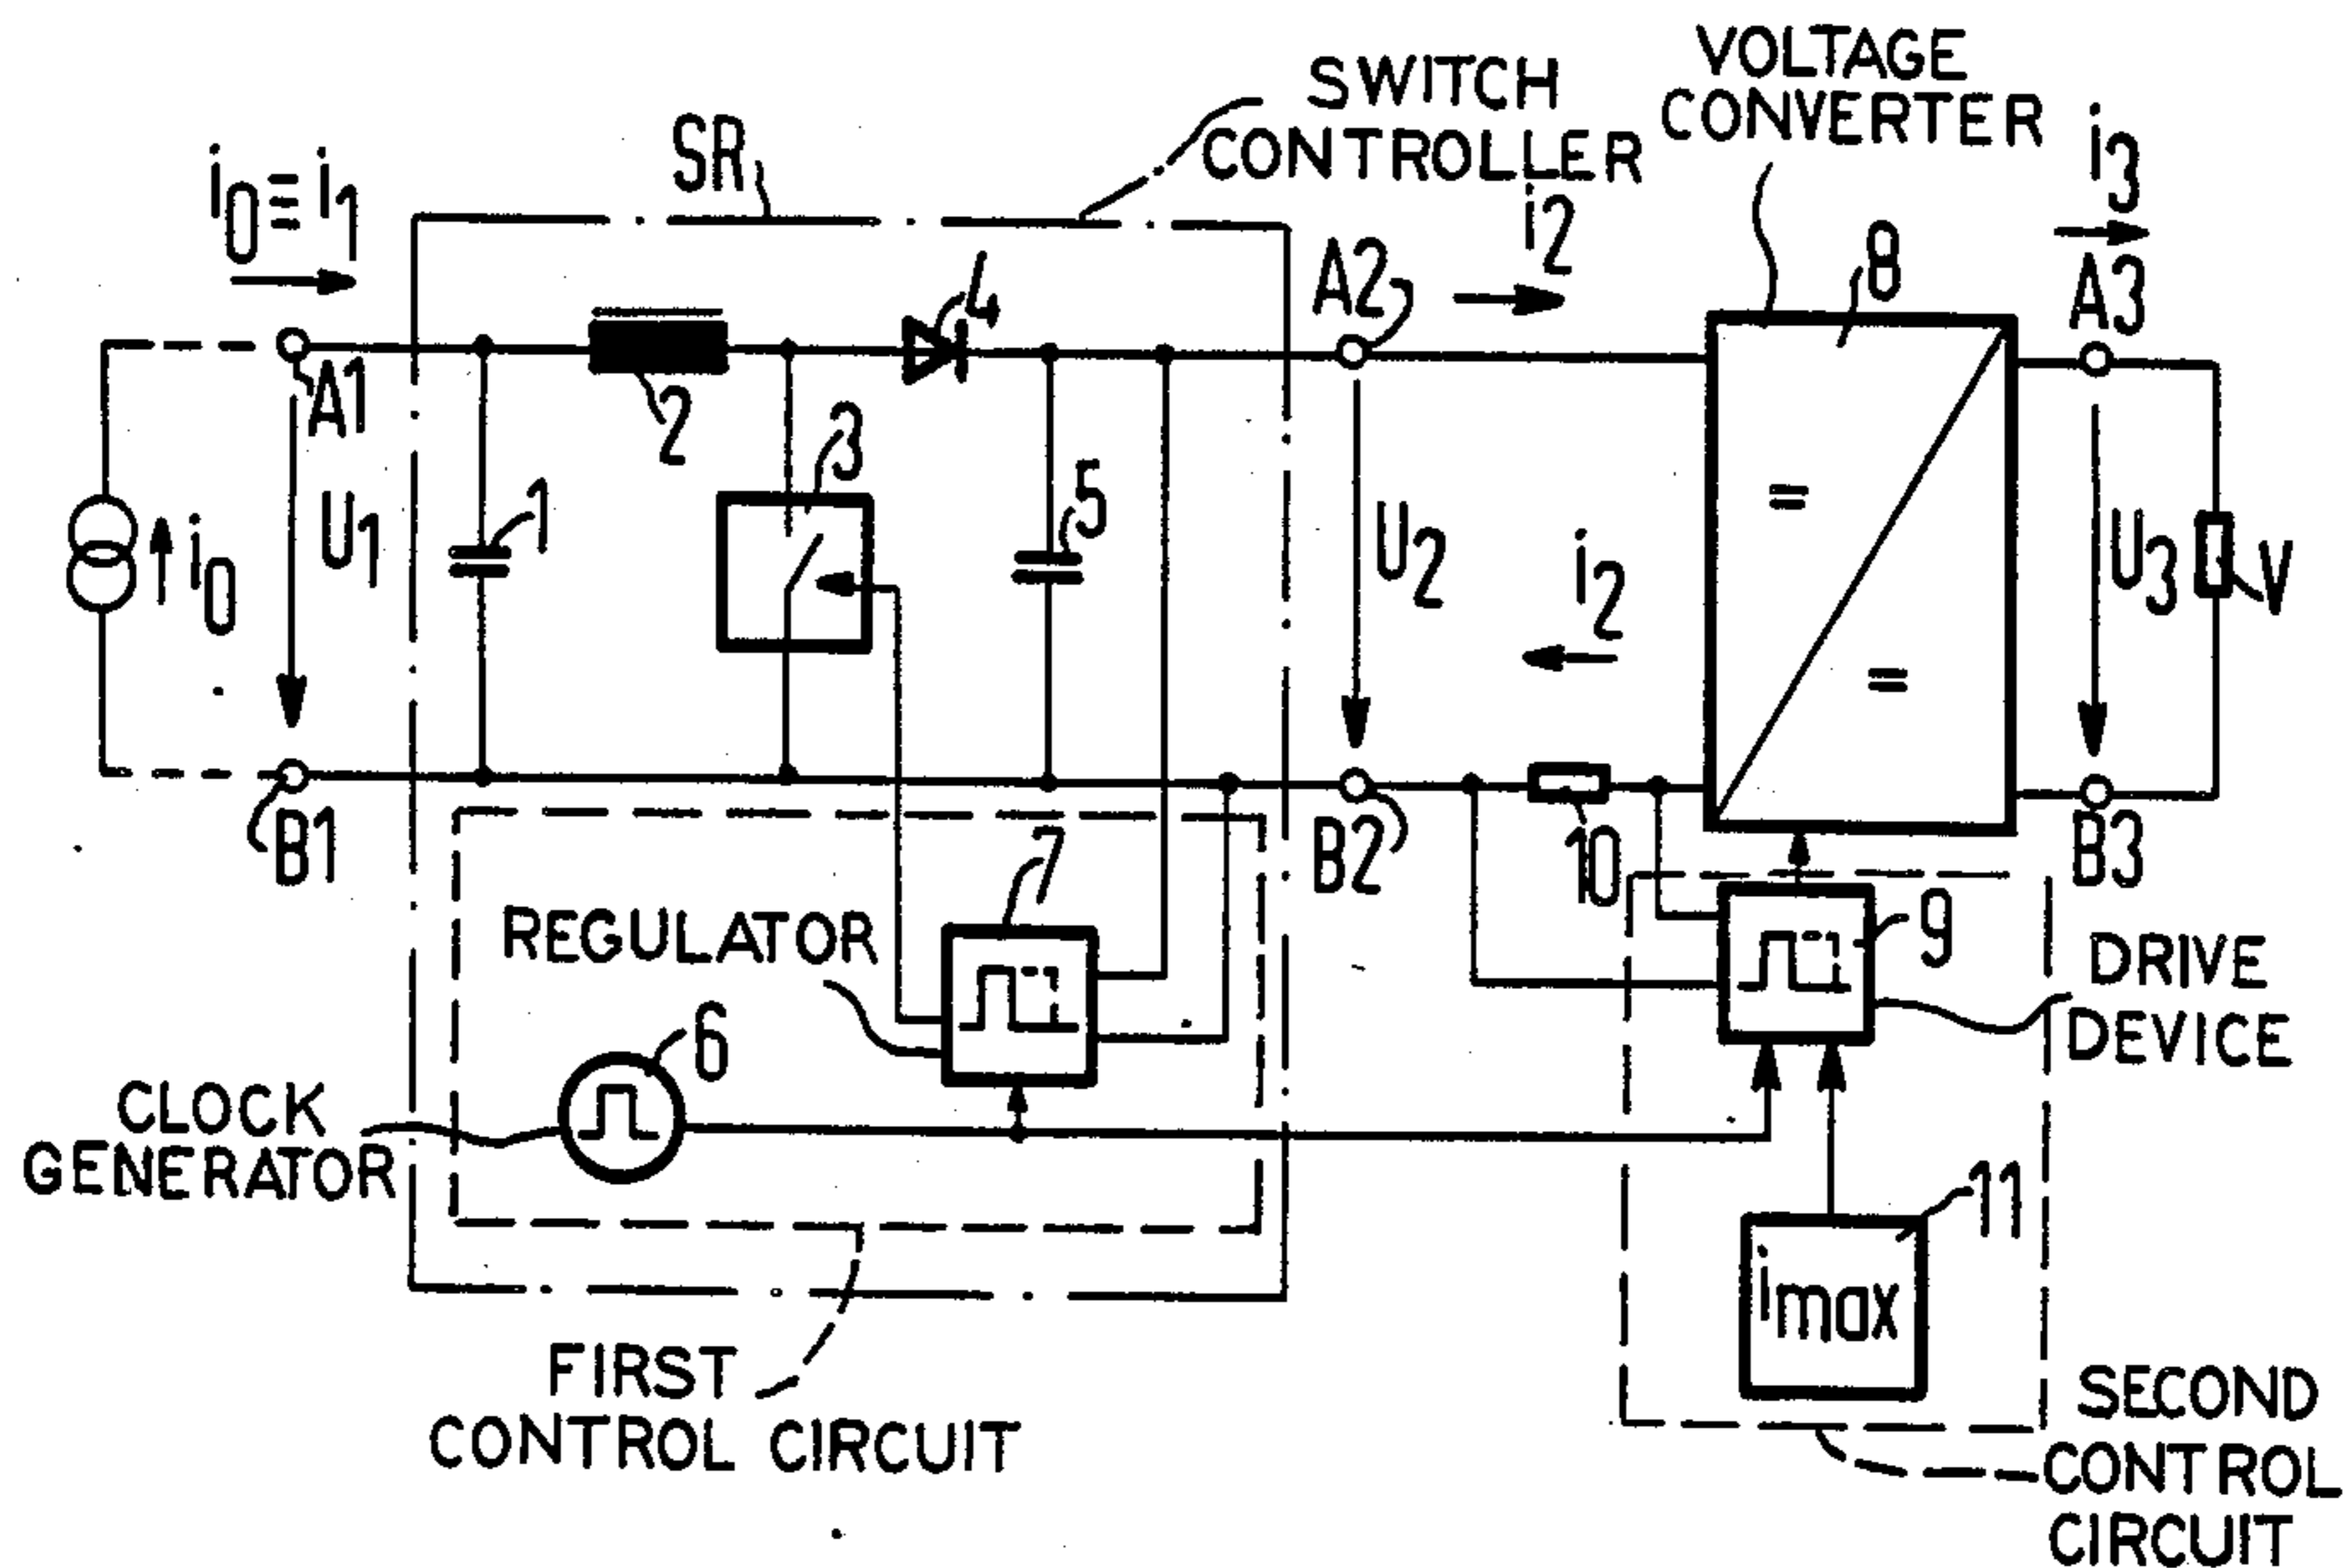 VOLTAGE
CONVERTER
SWITCH
CONTROLLER
SR
i0≡i1
i2
i3
A1
2
4
A2
8
A3
3
1
5
U1
i0
U2
i2
=
=
U3
V
B1
B2
10
B3
7
REGULATOR
9
DRIVE
DEVICE
6
CLOCK
GENERATOR
11
imax
FIRST
CONTROL CIRCUIT
SECOND
CONTROL
CIRCUIT